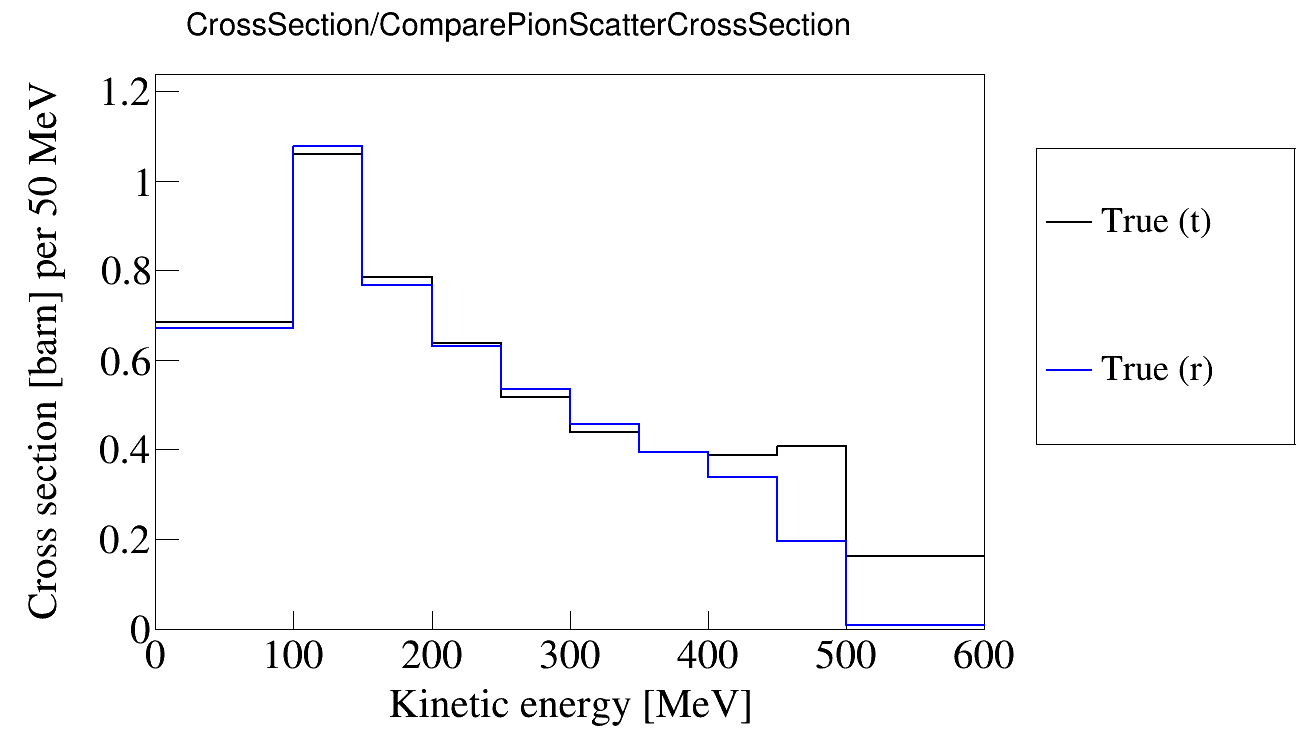 CrossSection/ComparePionScatterCrossSection
Cross section [barn] per 50 MeV
1.2
1
0.8
0.6
0.4
0.2
0
0 100 200 300 400 500 600
Kinetic energy [MeV]
True (t)
True (r)